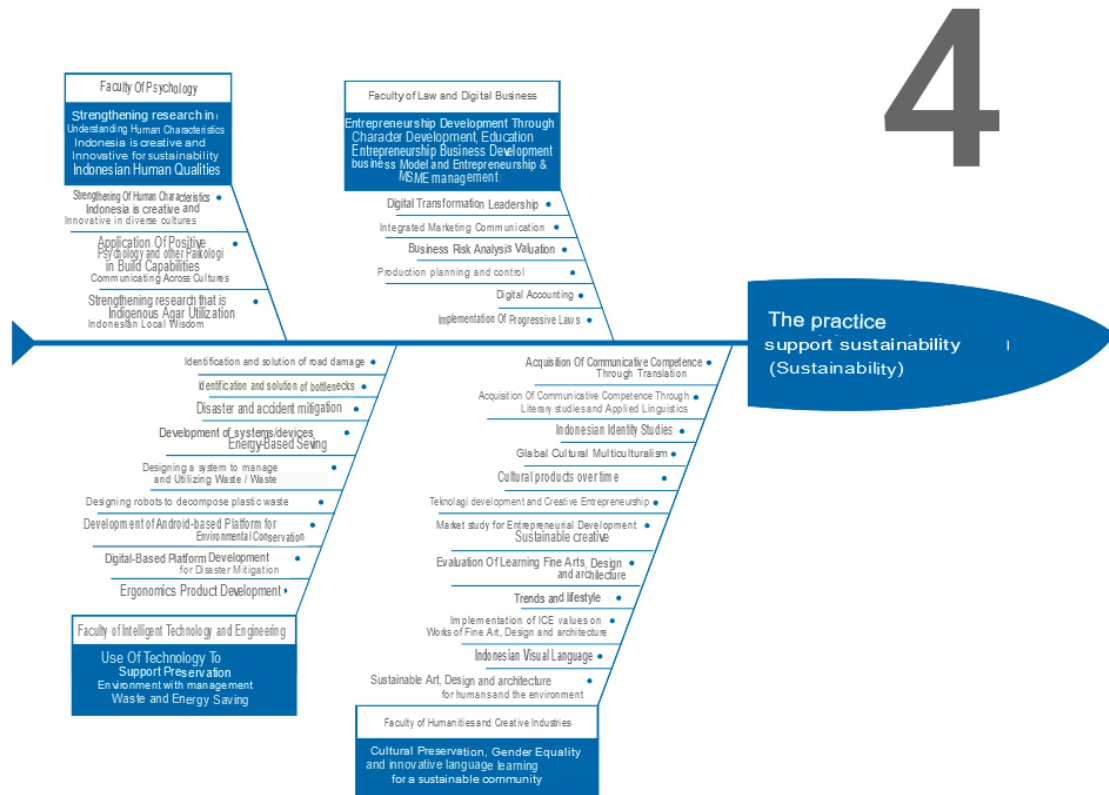 4
Faculty Of Psychology
Strengthening research in
Understanding Human Characteristics
Indonesia is creative and
Innovative for sustainability
Indonesian Human Qualities
Strengthening Of Human Characteristics
Indonesia is creative and
Innovative in diverse cultures
Application Of Positive
Psychology and other Paikologi
in Build Capabilities
Communicating Across Cultures
Strengthening research that is
Indigenous Agar Utilization
Indonesian Local Wisdom
Faculty of Law and Digital Business
Entrepreneurship Development Through
Character Development, Education
Entrepreneurship Business Development
business Model and Entrepreneurship &
MSME management
Digital Transformation Leadership
Integrated Marketing Communication
Business Risk Analysis Valuation
Production planning and control
Digital Accounting
Implementation Of Progressive Laws
The practice
support sustainability
(Sustainability)
Identification and solution of road damage
Identification and solution of bottlenecks
Disaster and accident mitigation
Development of systems/devices
Energy-Based Seving
Designing a system to manage
and Utilizing Waste / Waste
Designing robots to decompose plastic waste
Development of Android-based Platform for
Environmental Conservation
Digital-Based Platform Development
for Disaster Mitigation
Ergonomics Product Development
Faculty of Intelligent Technology and Engineering
Use Of Technology To
Support Preservation
Environment with management
Waste and Energy Saving
Acquisition Of Communicative Competence
Through Translation
Acquisition Of Communicative Competence Through
Literary studies and Applied Linguistics
Indonesian Identity Studies
Global Cultural Multiculturalism
Cultural products over time
Teknolagi development and Creative Entrepreneurship
Market study for Entrepreneurial Development
Sustainable creative
Evaluation Of Learning Fine Arts, Design
and architecture
Trends and lifestyle
Implementation of ICE values on
Works of Fine Art, Design and architecture
Indonesian Visual Language
Sustainable Art, Design and architecture
for humans and the environment
Faculty of Humanities and Creative Industries
Cultural Preservation, Gender Equality
and innovative language learning
for a sustainable community